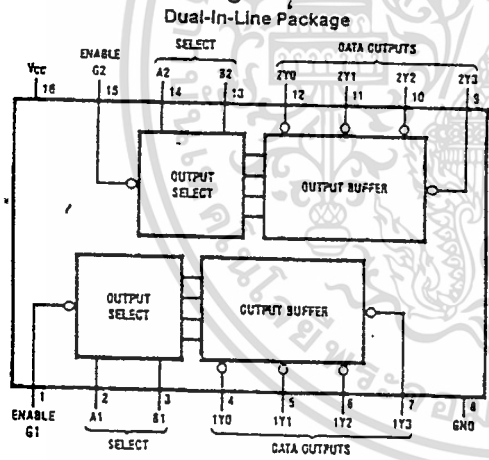 Dual-In-Line Package
SELECT
DATA OUTPUTS
VCC
ENABLE G2
A2
B2
2Y0
2Y1
2Y2
2Y3
16
15
14
13
12
11
10
9
OUTPUT SELECT
OUTPUT BUFFER
OUTPUT SELECT
OUTPUT BUFFER
1
2
3
4
5
6
7
8
ENABLE G1
A1
B1
1Y0
1Y1
1Y2
1Y3
GND
SELECT
DATA OUTPUTS